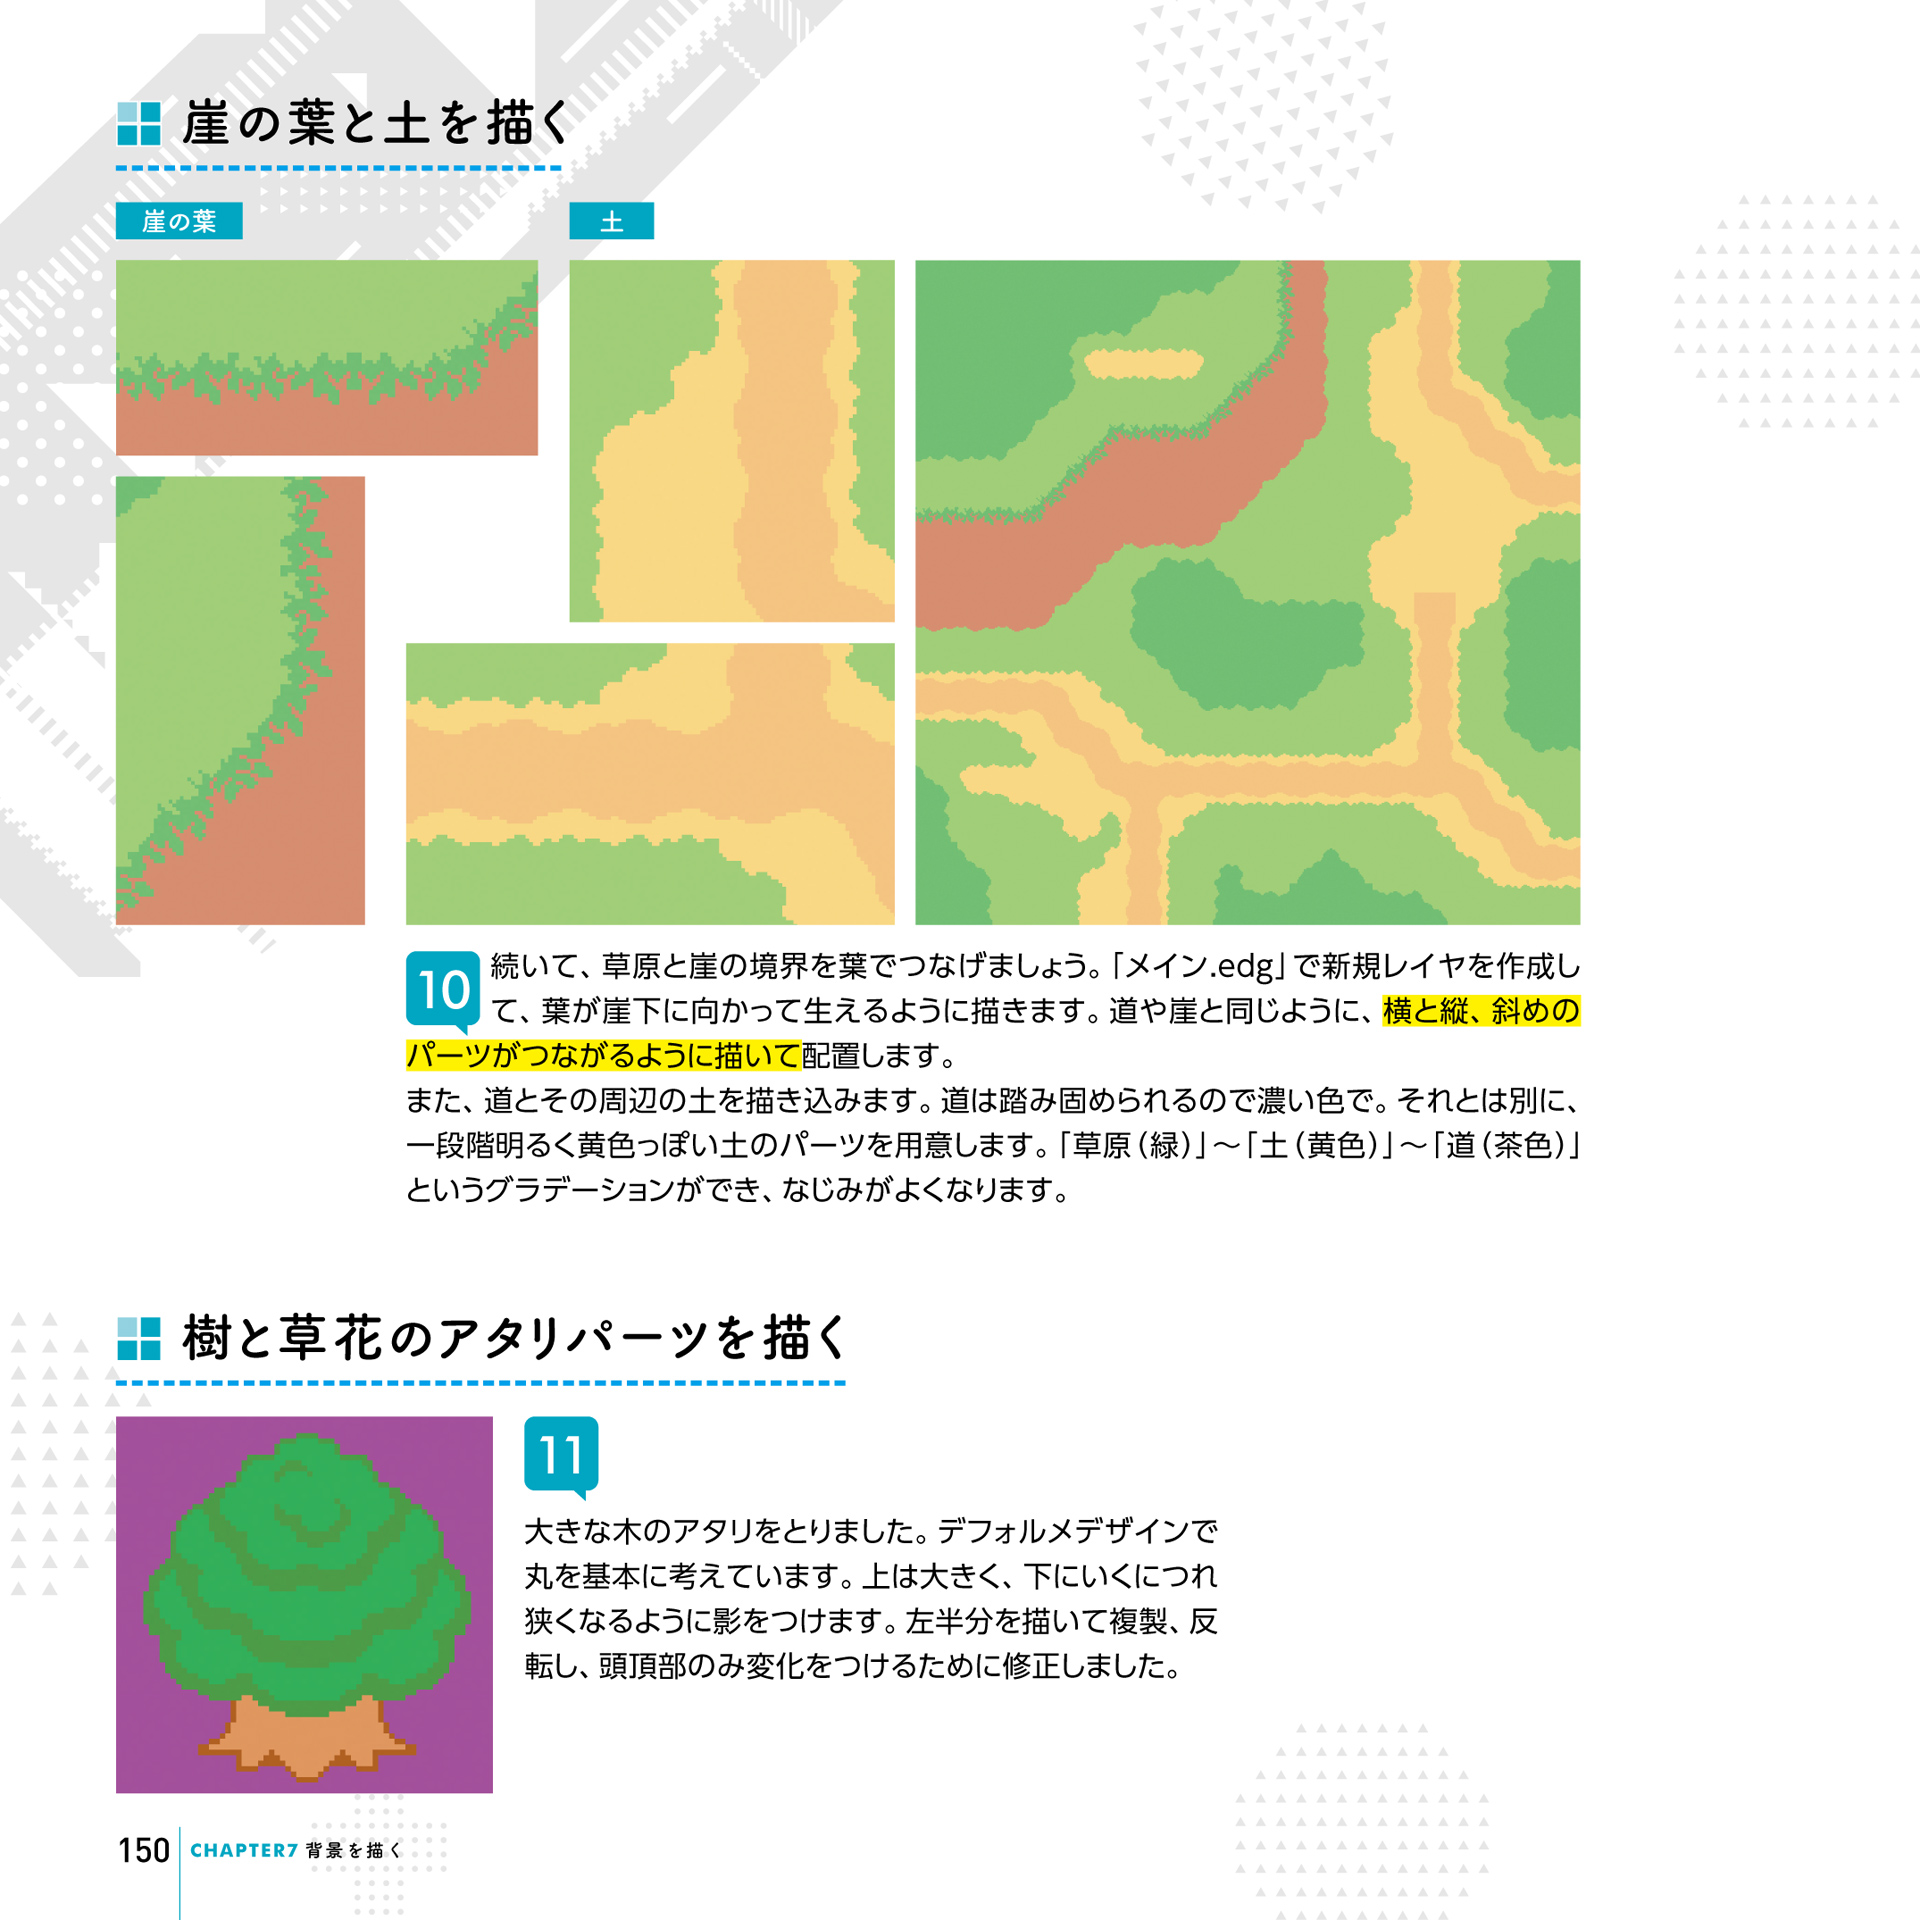 崖の葉と土を描く
崖の葉
土
10
続いて、草原と崖の境界を葉でつなげましょう。「メイン.edg」で新規レイヤを作成し
て、葉が崖下に向かって生えるように描きます。道や崖と同じように、横と縦、斜めの
パーツがつながるように描いて配置します。
また、道とその周辺の土を描き込みます。道は踏み固められるので濃い色で。それとは別に、
一段階明るく黄色っぽい土のパーツを用意します。「草原（緑）」～「土（黄色）」～「道（茶色）」
というグラデーションができ、なじみがよくなります。
樹と草花のアタリパーツを描く
11
大きな木のアタリをとりました。デフォルメデザインで
丸を基本に考えています。上は大きく、下にいくにつれ
狭くなるように影をつけます。左半分を描いて複製、反
転し、頭頂部のみ変化をつけるために修正しました。
150 CHAPTER7 背景を描く